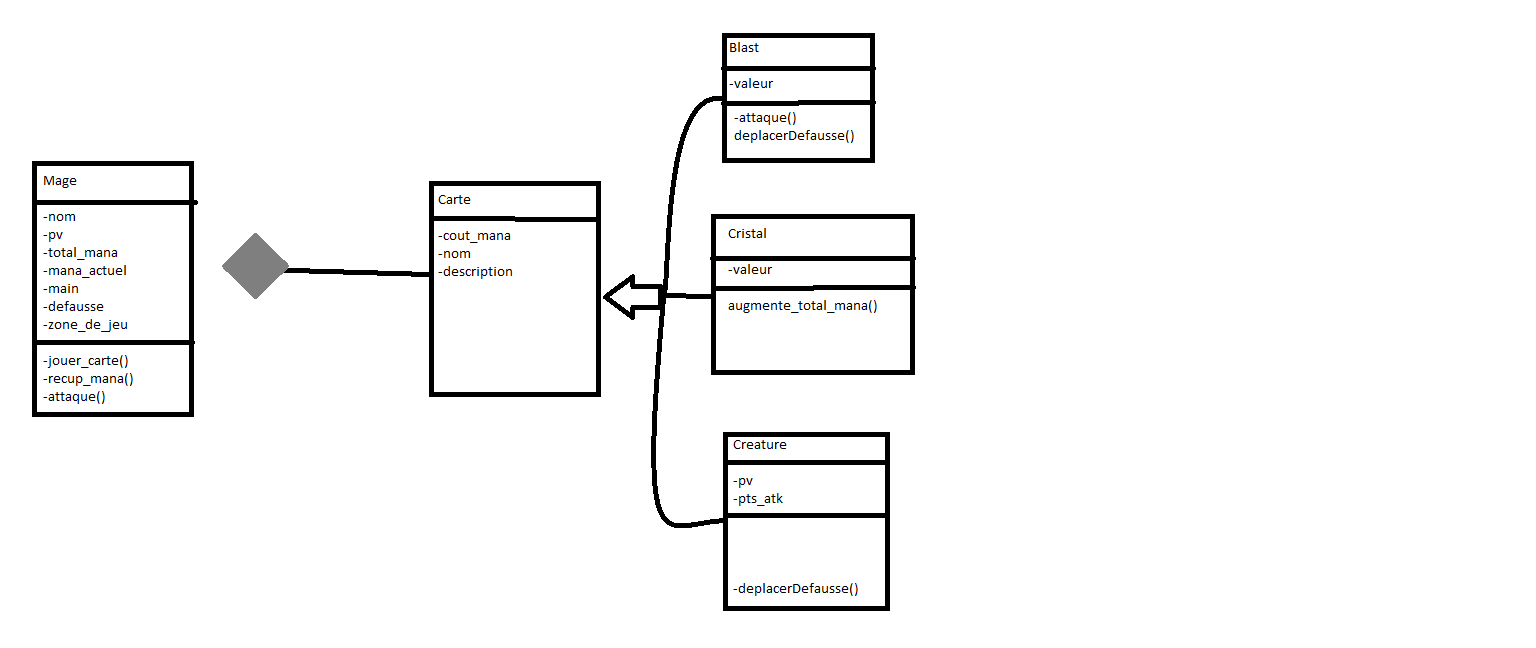 Mage
-nom
-pv
-total_mana
-mana_actuel
-main
-defausse
-zone_de_jeu
-jouer_carte()
-recup_mana()
-attaque()
Carte
-cout_mana
-nom
-description
Blast
-valeur
-attaque()
deplacerDefausse()
Cristal
-valeur
augmente_total_mana()
Creature
-pv
-pts_atk
-deplacerDefausse()